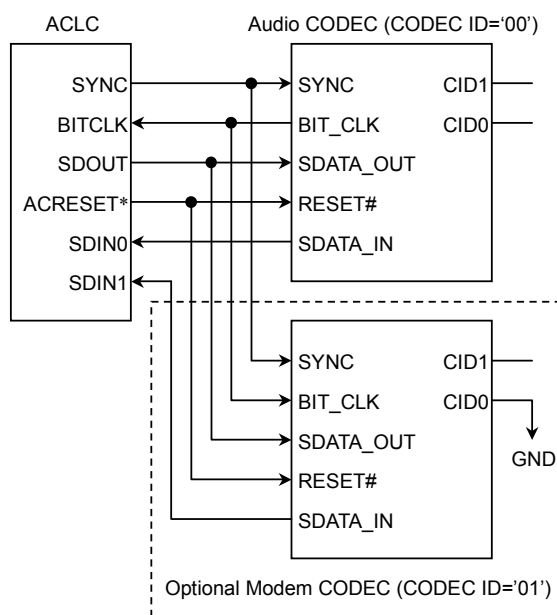 ACLC
Audio CODEC (CODEC ID=‘00’)
SYNC
BITCLK
SDOUT
ACRESET*
SDIN0
SDIN1
SYNC
CID1
BIT_CLK
CID0
SDATA_OUT
RESET#
SDATA_IN
SYNC
CID1
BIT_CLK
CID0
SDATA_OUT
GND
RESET#
SDATA_IN
Optional Modem CODEC (CODEC ID=’01’)